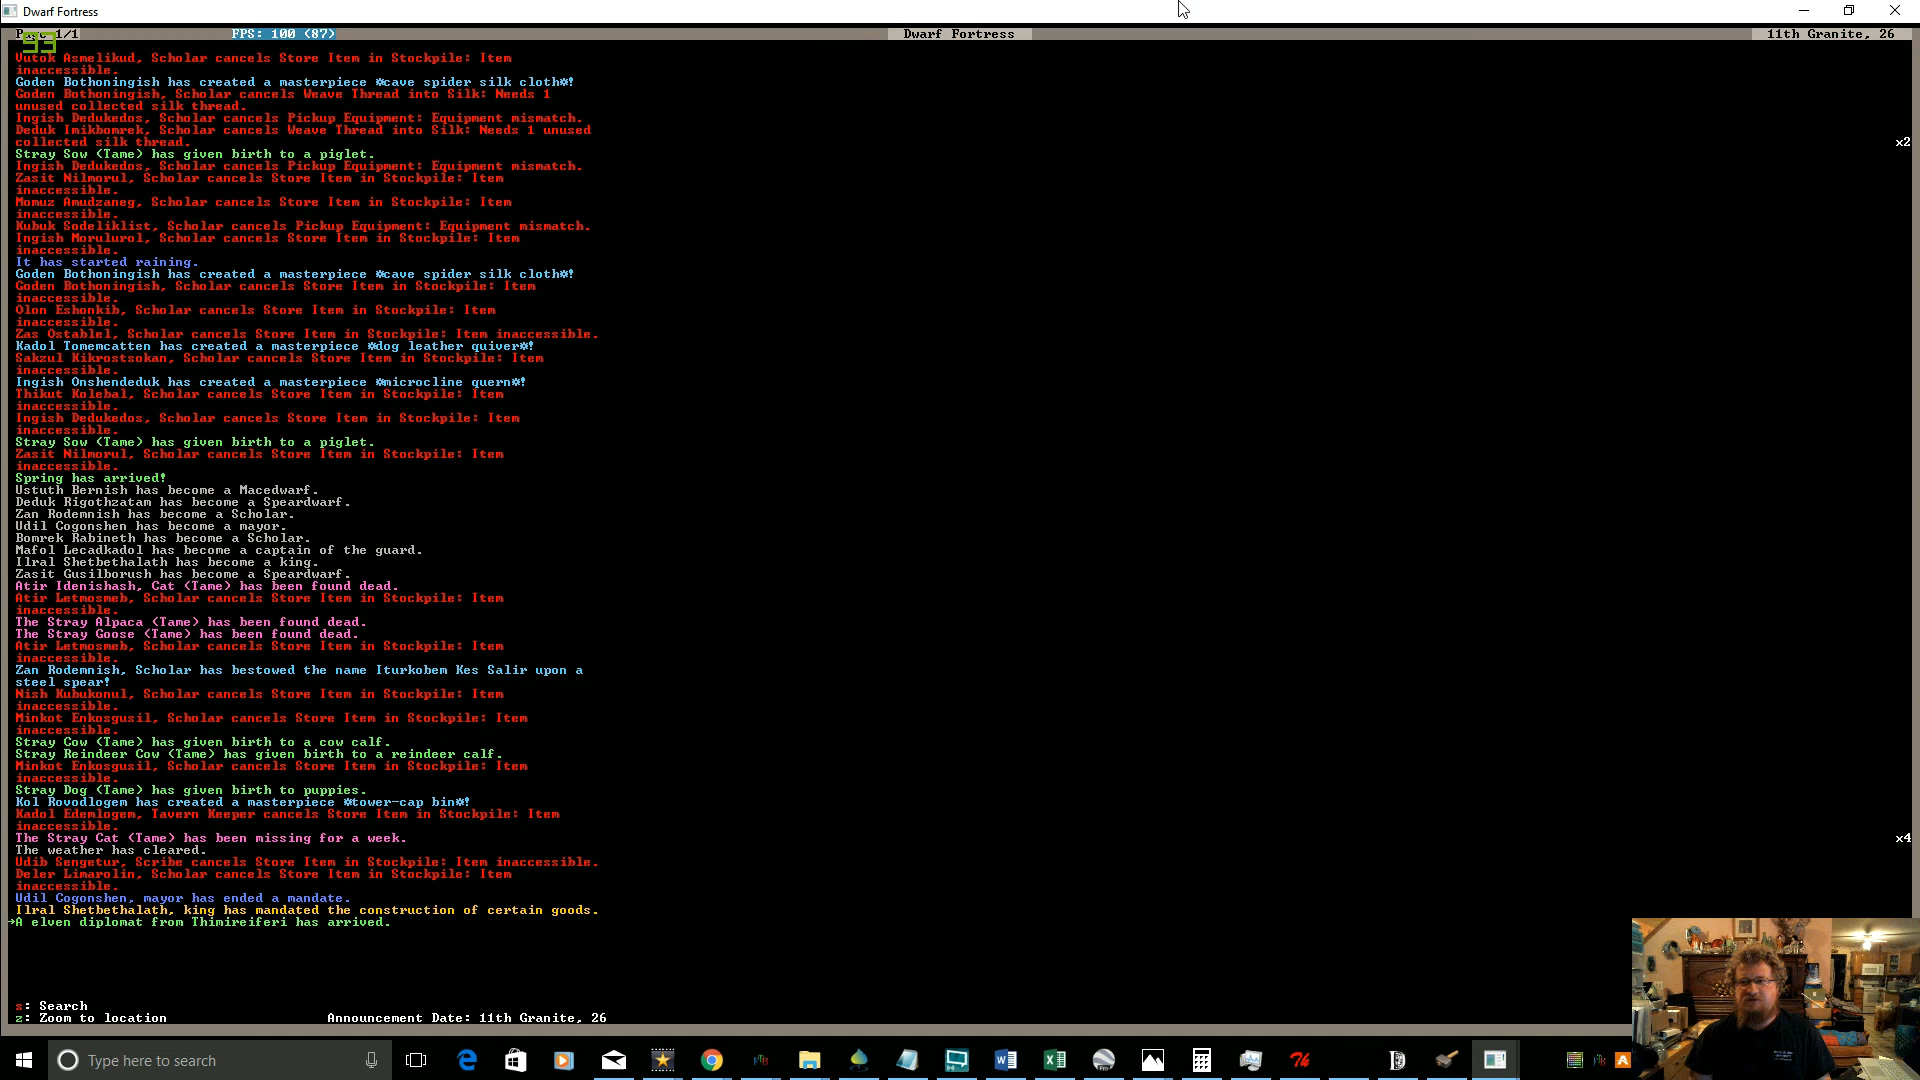 Dwarf Fortress
Page 1/1 FPS: 100 (87) Dwarf Fortress 11th Granite, 26
93
Vutok Asmelikud, Scholar cancels Store Item in Stockpile: Item
inaccessible.
Goden Bothoningish has created a masterpiece ☼cave spider silk cloth☼!
Goden Bothoningish, Scholar cancels Weave Thread into Silk: Needs 1
unused collected silk thread.
Ingish Dedukedos, Scholar cancels Pickup Equipment: Equipment mismatch.
Deduk Imikbomrek, Scholar cancels Weave Thread into Silk: Needs 1 unused
collected silk thread. x2
Stray Sow (Tame) has given birth to a piglet.
Ingish Dedukedos, Scholar cancels Pickup Equipment: Equipment mismatch.
Zasit Nilmorul, Scholar cancels Store Item in Stockpile: Item
inaccessible.
Momuz Amudzaneg, Scholar cancels Store Item in Stockpile: Item
inaccessible.
Kubuk Sodeliklist, Scholar cancels Pickup Equipment: Equipment mismatch.
Ingish Morulurol, Scholar cancels Store Item in Stockpile: Item
inaccessible.
It has started raining.
Goden Bothoningish has created a masterpiece ☼cave spider silk cloth☼!
Goden Bothoningish, Scholar cancels Store Item in Stockpile: Item
inaccessible.
Olon Eshonkib, Scholar cancels Store Item in Stockpile: Item
inaccessible.
Zas Ostablel, Scholar cancels Store Item in Stockpile: Item inaccessible.
Kadol Tomemcatten has created a masterpiece ☼dog leather quiver☼!
Sakzul Kikrostsokan, Scholar cancels Store Item in Stockpile: Item
inaccessible.
Ingish Onshendeduk has created a masterpiece ☼microcline quern☼!
Thikut Kolebal, Scholar cancels Store Item in Stockpile: Item
inaccessible.
Ingish Dedukedos, Scholar cancels Store Item in Stockpile: Item
inaccessible.
Stray Sow (Tame) has given birth to a piglet.
Zasit Nilmorul, Scholar cancels Store Item in Stockpile: Item
inaccessible.
Spring has arrived!
Ustuth Bernish has become a Macedwarf.
Deduk Rigothzatam has become a Speardwarf.
Zan Rodemnish has become a Scholar.
Udil Cogonshen has become a mayor.
Bomrek Rabineth has become a Scholar.
Mafol Lecadkadol has become a captain of the guard.
Ilral Shetbethalath has become a king.
Zasit Gusilborush has become a Speardwarf.
Atir Idenishash, Cat (Tame) has been found dead.
Atir Letmosmeb, Scholar cancels Store Item in Stockpile: Item
inaccessible.
The Stray Alpaca (Tame) has been found dead.
The Stray Goose (Tame) has been found dead.
Atir Letmosmeb, Scholar cancels Store Item in Stockpile: Item
inaccessible.
Zan Rodemnish, Scholar has bestowed the name Iturkobem Kes Salir upon a
steel spear!
Nish Kubukonul, Scholar cancels Store Item in Stockpile: Item
inaccessible.
Minkot Enkosgusil, Scholar cancels Store Item in Stockpile: Item
inaccessible.
Stray Cow (Tame) has given birth to a cow calf.
Stray Reindeer Cow (Tame) has given birth to a reindeer calf.
Minkot Enkosgusil, Scholar cancels Store Item in Stockpile: Item
inaccessible.
Stray Dog (Tame) has given birth to puppies.
Kol Rovodlogem has created a masterpiece ☼tower-cap bin☼!
Kadol Edemlogem, Tavern Keeper cancels Store Item in Stockpile: Item
inaccessible.
The Stray Cat (Tame) has been missing for a week. x4
The weather has cleared.
Udib Sengetur, Scribe cancels Store Item in Stockpile: Item inaccessible.
Deler Limarolin, Scholar cancels Store Item in Stockpile: Item
inaccessible.
Udil Cogonshen, mayor has ended a mandate.
Ilral Shetbethalath, king has mandated the construction of certain goods.
→A elven diplomat from Thimireiferi has arrived.
s: Search
z: Zoom to location Announcement Date: 11th Granite, 26
Type here to search